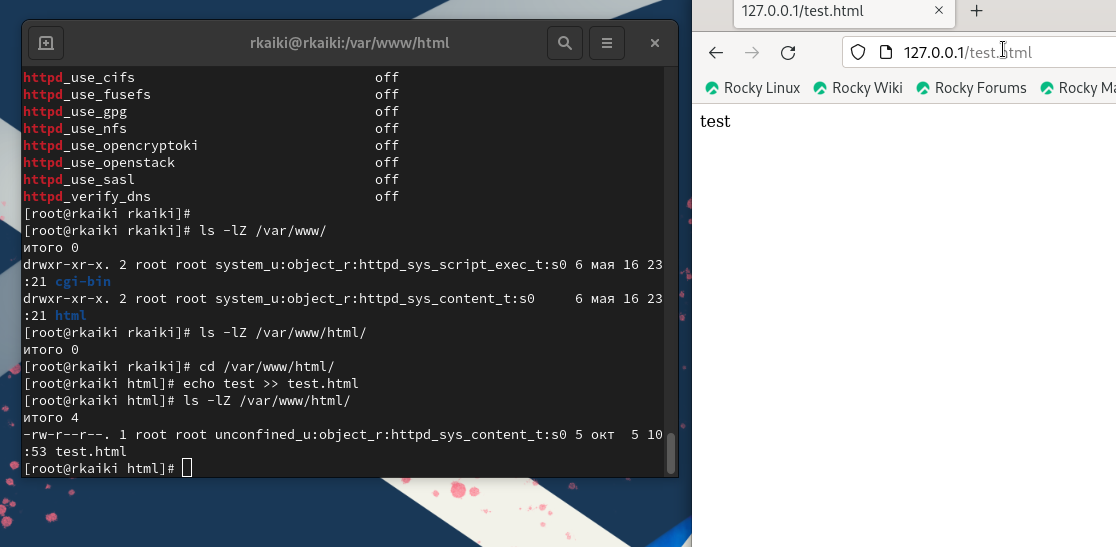 rkaiki@rkaiki:/var/www/html
httpd_use_cifs                              off
httpd_use_fusefs                            off
httpd_use_gpg                               off
httpd_use_nfs                               off
httpd_use_opencryptoki                      off
httpd_use_openstack                         off
httpd_use_sasl                              off
httpd_verify_dns                            off
[root@rkaiki rkaiki]#
[root@rkaiki rkaiki]# ls -lZ /var/www/
итого 0
drwxr-xr-x. 2 root root system_u:object_r:httpd_sys_script_exec_t:s0 6 мая 16 23
:21 cgi-bin
drwxr-xr-x. 2 root root system_u:object_r:httpd_sys_content_t:s0     6 мая 16 23
:21 html
[root@rkaiki rkaiki]# ls -lZ /var/www/html/
итого 0
[root@rkaiki rkaiki]# cd /var/www/html/
[root@rkaiki html]# echo test >> test.html
[root@rkaiki html]# ls -lZ /var/www/html/
итого 4
-rw-r--r--. 1 root root unconfined_u:object_r:httpd_sys_content_t:s0 5 окт  5 10
:53 test.html
[root@rkaiki html]#
127.0.0.1/test.html
127.0.0.1/test.html
Rocky Linux Rocky Wiki Rocky Forums Rocky Ma
test